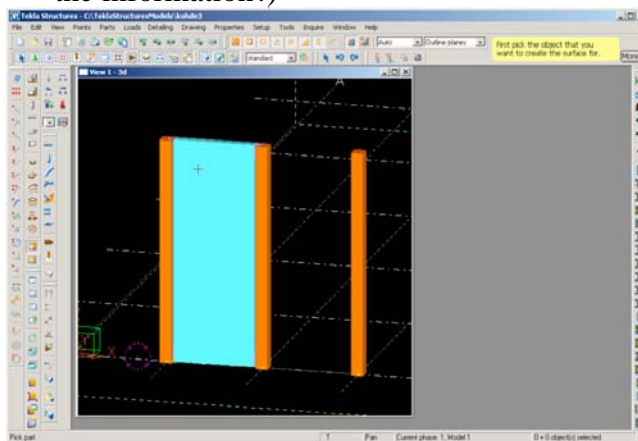 the information.)
Tekla Structures - C:\TeklaStructuresModels\kohde3
File Edit View Points Parts Loads Detailing Drawing Properties Setup Tools Inquire Window Help
Auto
Outline planes
First pick the object that you
want to create the surface for.
standard
More
View 1 - 3d
A
X
Pick part
T Pan Current phase: 1, Model 1 0 + 0 object(s) selected